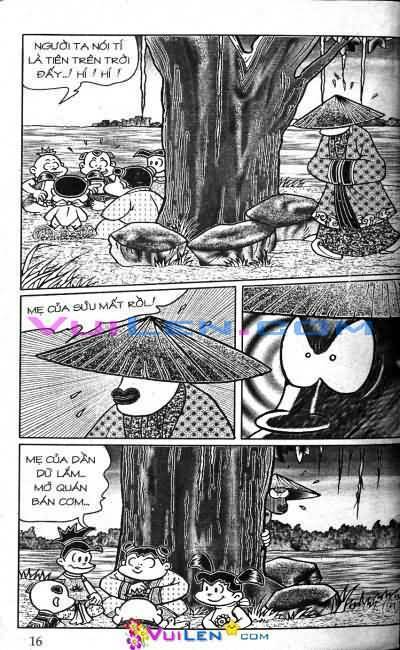 NGƯỜI TA NÓI TÍ
LÀ TIÊN TRÊN TRỜI
ĐẤY..! HÍ! HÍ!
MẸ CỦA SỬU MẤT RỒI!
VUILEN.COM
MẸ CỦA DẦN
DỮ LẮM...
MỞ QUÁN
BÁN CƠM...
16
VUILEN.COM